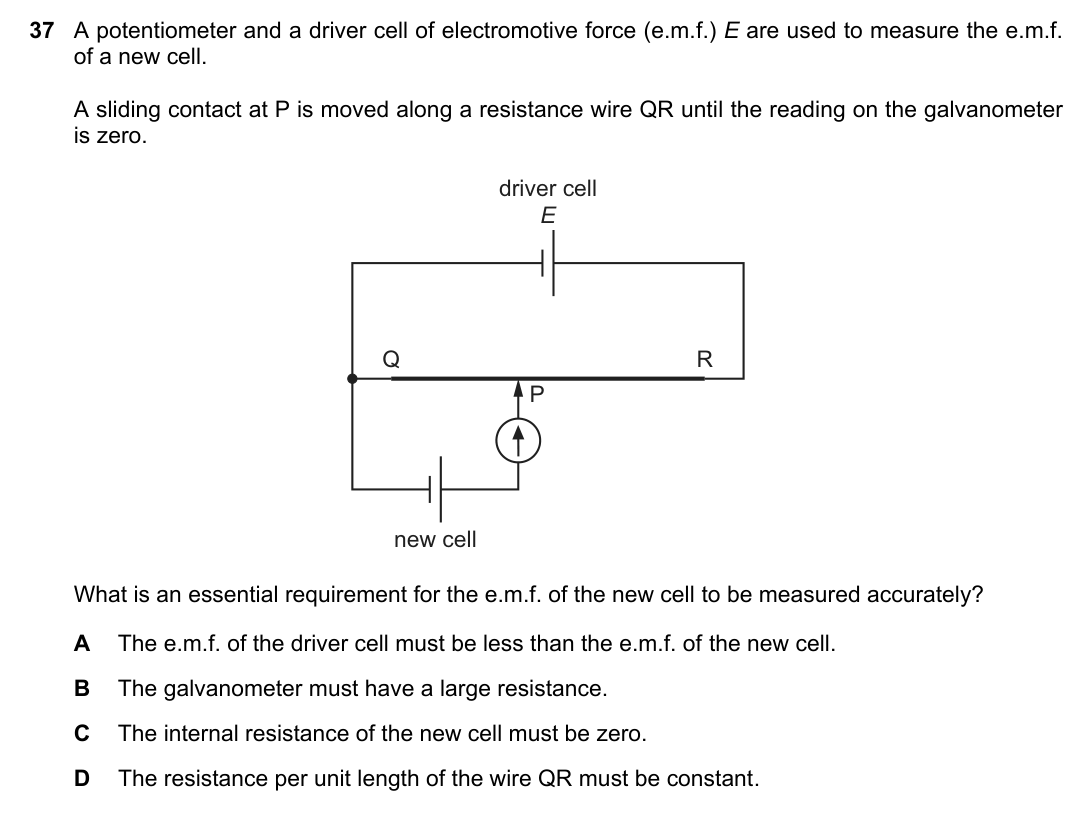 37 A potentiometer and a driver cell of electromotive force (e.m.f.) E are used to measure the e.m.f.
of a new cell.
A sliding contact at P is moved along a resistance wire QR until the reading on the galvanometer
is zero.
driver cell
E
Q
R
P
new cell
What is an essential requirement for the e.m.f. of the new cell to be measured accurately?
A The e.m.f. of the driver cell must be less than the e.m.f. of the new cell.
B The galvanometer must have a large resistance.
C The internal resistance of the new cell must be zero.
D The resistance per unit length of the wire QR must be constant.